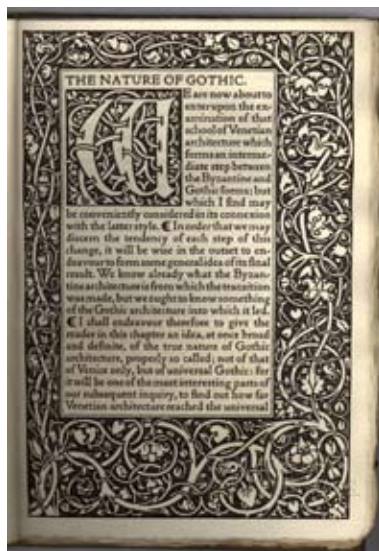 THE NATURE OF GOTHIC.
WE are now about to
enter upon the ex-
amination of that
school of Venetian
architecture which
forms an interme-
diate step between
the Byzantine and
Gothic forms; but
which I find may
be conveniently considered in its connexion
with the latter style. ⁋ In order that we may
discern the tendency of each step of this
change, it will be wise in the outset to en-
deavour to form some general idea of its final
result. We know already what the Byzan-
tine architecture is from which the transition
was made, but we ought to know something
of the Gothic architecture into which it led.
⁋ I shall endeavour therefore to give the
reader in this chapter an idea, at once broad
and definite, of the true nature of Gothic
architecture, properly so called; not of that
of Venice only, but of universal Gothic: for
it will be one of the most interesting parts of
our subsequent inquiry, to find out how far
Venetian architecture reached the universal